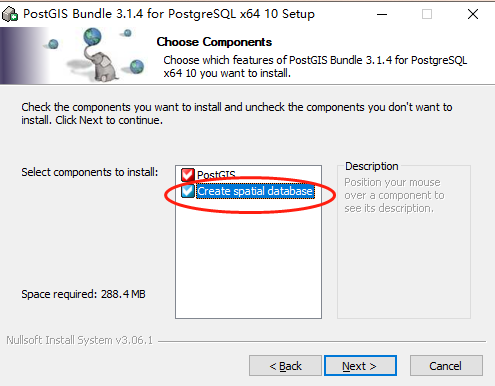 PostGIS Bundle 3.1.4 for PostgreSQL x64 10 Setup
Choose Components
Choose which features of PostGIS Bundle 3.1.4 for PostgreSQL
x64 10 you want to install.
Check the components you want to install and uncheck the components you don't want to
install. Click Next to continue.
Select components to install:
PostGIS
Create spatial database
Description
Position your mouse
over a component to
see its description.
Space required: 288.4 MB
Nullsoft Install System v3.06.1
< Back
Next >
Cancel